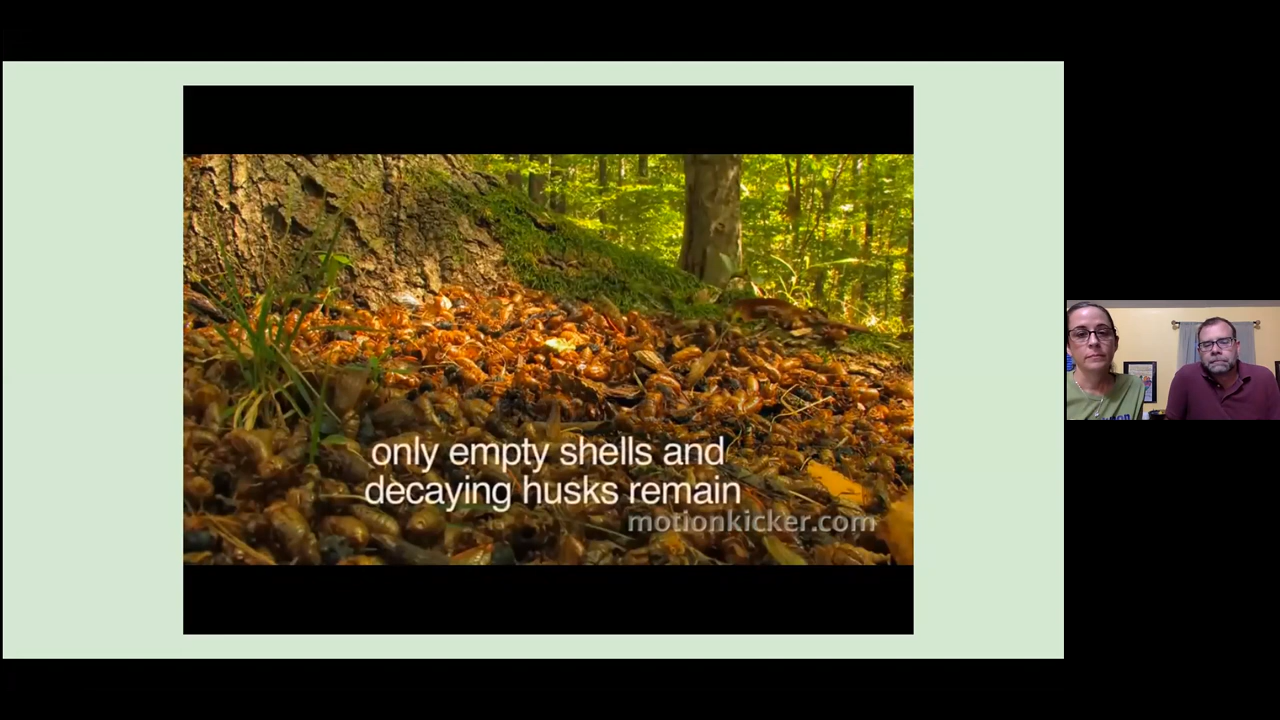 only empty shells and
decaying husks remain
motionkicker.com